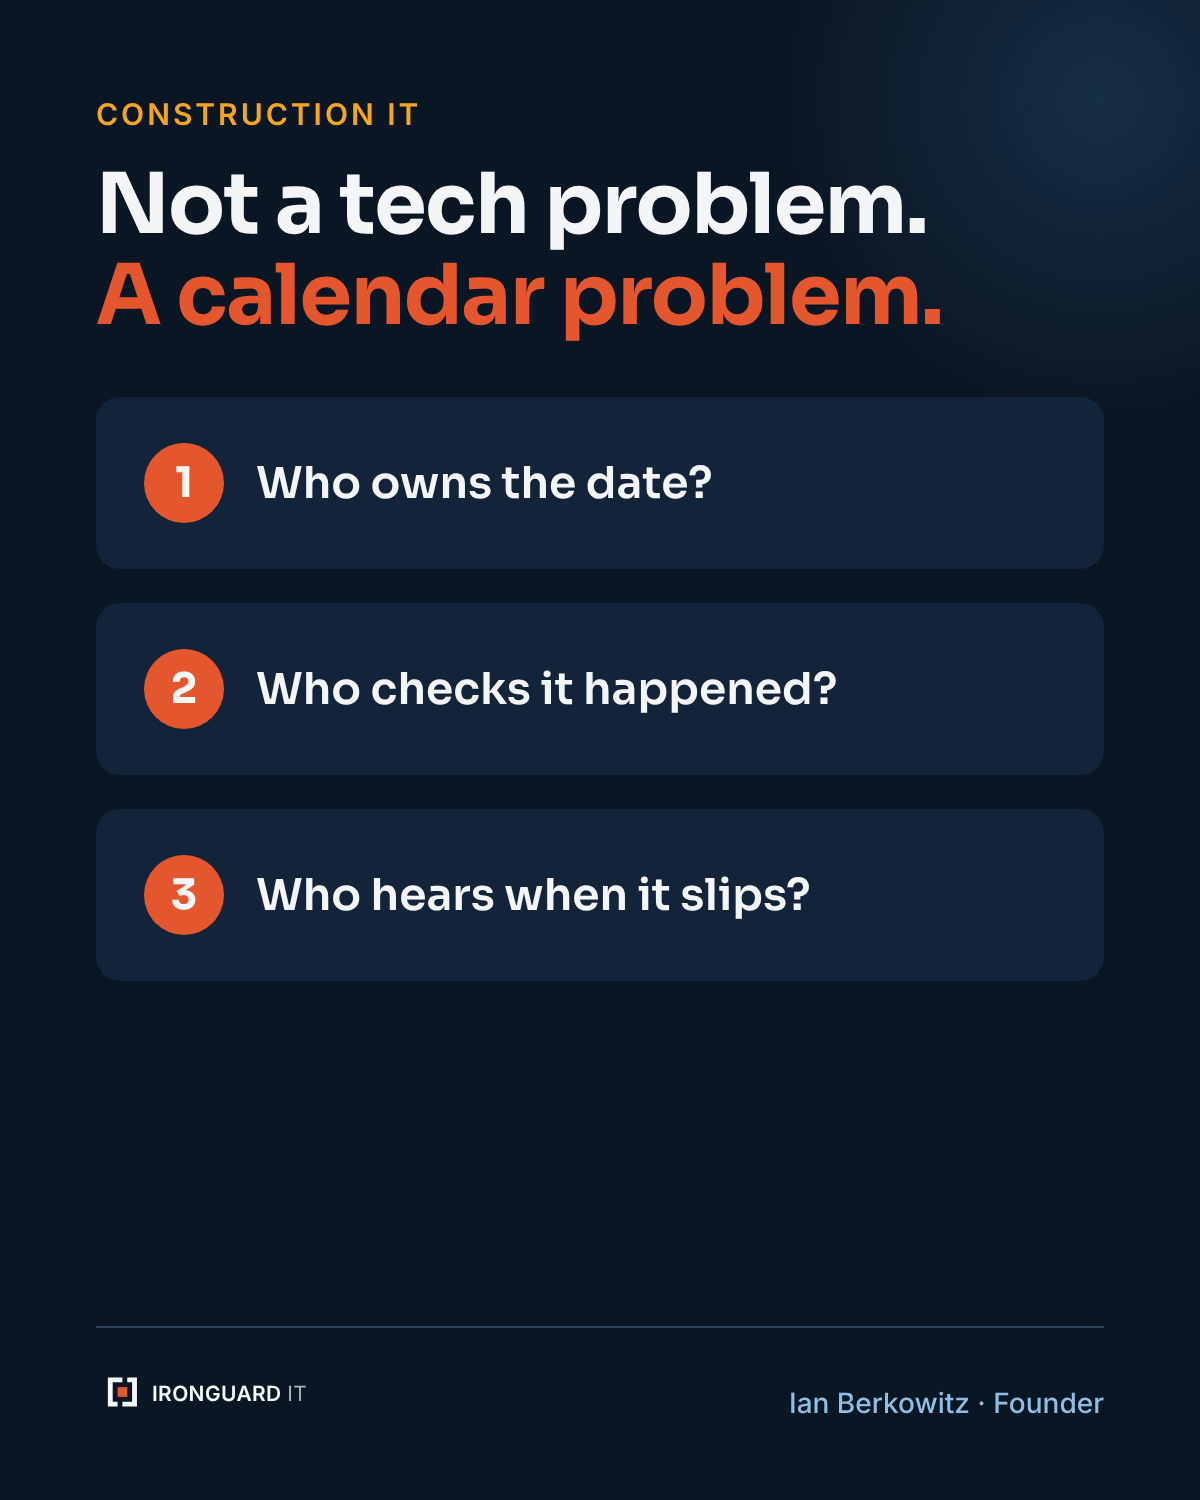 CONSTRUCTION IT
Not a tech problem.
A calendar problem.
1 Who owns the date?
2 Who checks it happened?
3 Who hears when it slips?
IRONGUARD IT
Ian Berkowitz · Founder